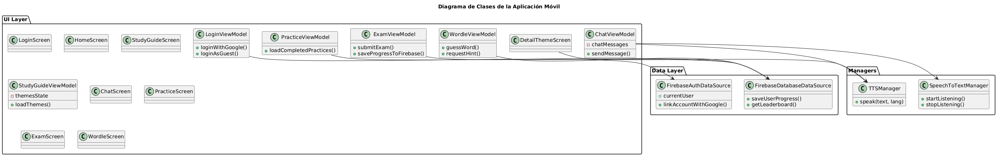 Diagrama de Clases de la Aplicación Móvil
UI Layer
C LoginScreen
C HomeScreen
C StudyGuideScreen
C LoginViewModel
loginWithGoogle()
loginAsGuest()
C PracticeViewModel
loadCompletedPractices()
C ExamViewModel
submitExam()
saveProgressToFirebase()
C WordleViewModel
guessWord()
requestHint()
C DetailThemeScreen
C ChatViewModel
chatMessages
sendMessage()
C StudyGuideViewModel
themesState
loadThemes()
C ChatScreen
C PracticeScreen
C ExamScreen
C WordleScreen
Data Layer
C FirebaseAuthDataSource
currentUser
linkAccountWithGoogle()
C FirebaseDatabaseDataSource
saveUserProgress()
getLeaderboard()
Managers
C TTSManager
speak(text, lang)
C SpeechToTextManager
startListening()
stopListening()